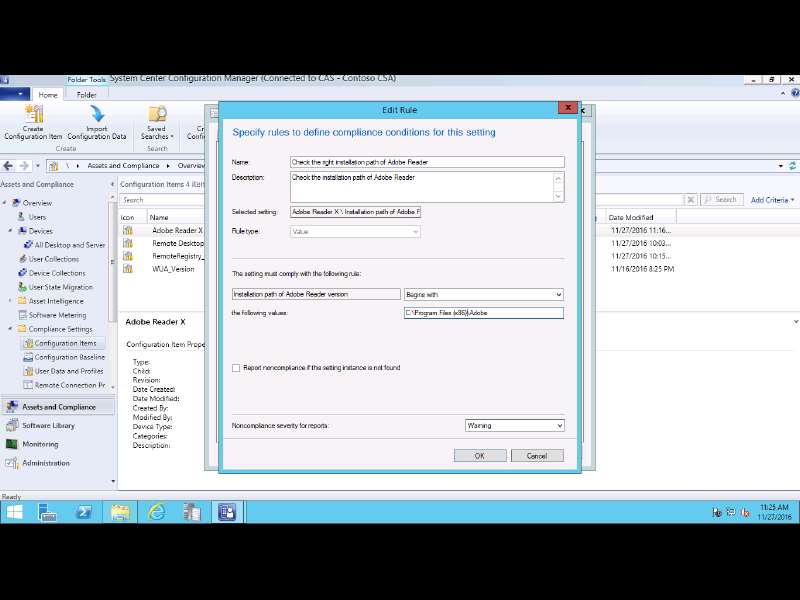 Folder Tools System Center Configuration Manager (Connected to CAS - Contoso CSA)
Home Folder
Create Configuration Item
Import Configuration Data
Saved Searches
Create
Search
\ Assets and Compliance Overview
Assets and Compliance
Configuration Items 4
Search
Search
Add Criteria
Icon Name
Date Modified
Overview
Users
Devices
All Desktop and Server
User Collections
Device Collections
User State Migration
Asset Intelligence
Software Metering
Compliance Settings
Configuration Items
Configuration Baseline
User Data and Profiles
Remote Connection Pr
Assets and Compliance
Software Library
Monitoring
Administration
Adobe Reader X
11/27/2016 11:16...
Remote Desktop
11/27/2016 10:03...
RemoteRegistry_
11/27/2016 10:15...
WUA_Version
11/16/2016 8:25 PM
Adobe Reader X
Configuration Item Prope
Type:
Child:
Revision:
Date Created:
Date Modified:
Created By:
Modified By:
Device Type:
Categories:
Description:
Edit Rule
Specify rules to define compliance conditions for this setting
Name: Check the right installation path of Adobe Reader
Description: Check the installation path of Adobe Reader
Selected setting: Adobe Reader X \ Installation path of Adobe F
Rule type: Value
The setting must comply with the following rule:
Installation path of Adobe Reader version Begins with
the following values: C:\Program Files (x86)\Adobe
Report noncompliance if this setting instance is not found
Noncompliance severity for reports: Warning
OK Cancel
Ready
11:25 AM
11/27/2016